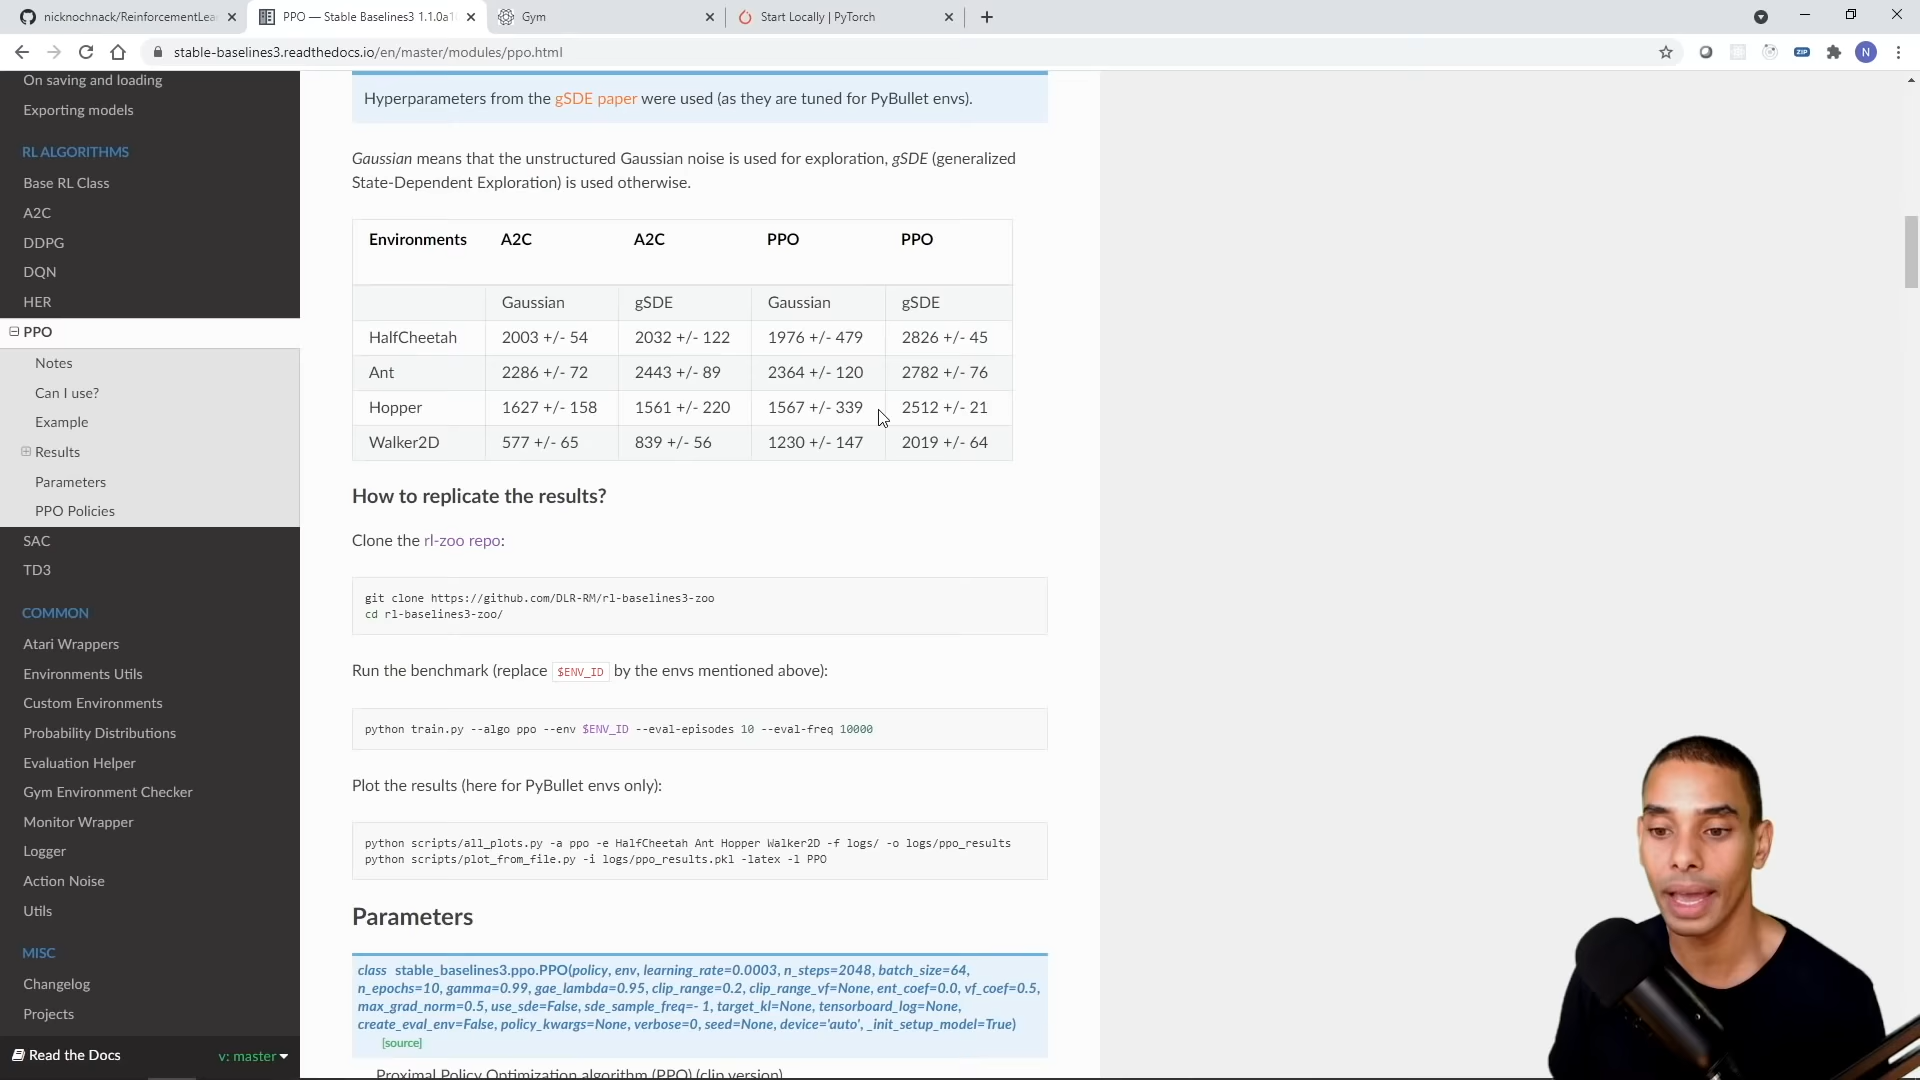 nicknochnack/ReinforcementLea
PPO — Stable Baselines3 1.1.0a1
Gym
Start Locally | PyTorch
stable-baselines3.readthedocs.io/en/master/modules/ppo.html
ZIP
N
On saving and loading
Exporting models
RL ALGORITHMS
Base RL Class
A2C
DDPG
DQN
HER
PPO
Notes
Can I use?
Example
Results
Parameters
PPO Policies
SAC
TD3
COMMON
Atari Wrappers
Environments Utils
Custom Environments
Probability Distributions
Evaluation Helper
Gym Environment Checker
Monitor Wrapper
Logger
Action Noise
Utils
MISC
Changelog
Projects
Read the Docs v: master
Hyperparameters from the gSDE paper were used (as they are tuned for PyBullet envs).
Gaussian means that the unstructured Gaussian noise is used for exploration, gSDE (generalized
State-Dependent Exploration) is used otherwise.
Environments A2C A2C PPO PPO
Gaussian gSDE Gaussian gSDE
HalfCheetah 2003 +/- 54 2032 +/- 122 1976 +/- 479 2826 +/- 45
Ant 2286 +/- 72 2443 +/- 89 2364 +/- 120 2782 +/- 76
Hopper 1627 +/- 158 1561 +/- 220 1567 +/- 339 2512 +/- 21
Walker2D 577 +/- 65 839 +/- 56 1230 +/- 147 2019 +/- 64
How to replicate the results?
Clone the rl-zoo repo:
git clone https://github.com/DLR-RM/rl-baselines3-zoo
cd rl-baselines3-zoo/
Run the benchmark (replace $ENV_ID by the envs mentioned above):
python train.py --algo ppo --env $ENV_ID --eval-episodes 10 --eval-freq 10000
Plot the results (here for PyBullet envs only):
python scripts/all_plots.py -a ppo -e HalfCheetah Ant Hopper Walker2D -f logs/ -o logs/ppo_results
python scripts/plot_from_file.py -i logs/ppo_results.pkl -latex -l PPO
Parameters
class stable_baselines3.ppo.PPO(policy, env, learning_rate=0.0003, n_steps=2048, batch_size=64,
n_epochs=10, gamma=0.99, gae_lambda=0.95, clip_range=0.2, clip_range_vf=None, ent_coef=0.0, vf_coef=0.5,
max_grad_norm=0.5, use_sde=False, sde_sample_freq=- 1, target_kl=None, tensorboard_log=None,
create_eval_env=False, policy_kwargs=None, verbose=0, seed=None, device='auto', _init_setup_model=True)
[source]
Proximal Policy Optimization algorithm (PPO) (clip version)